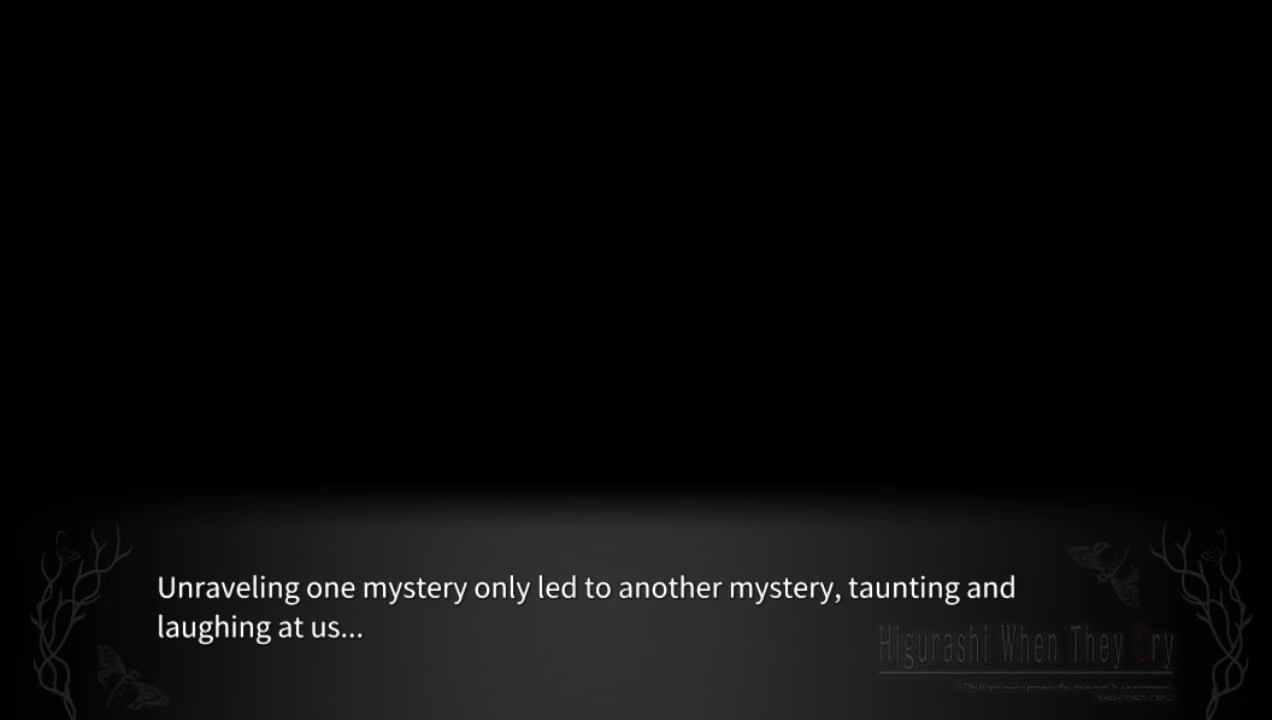 Unraveling one mystery only led to another mystery, taunting and
laughing at us...
Higurashi When They Cry